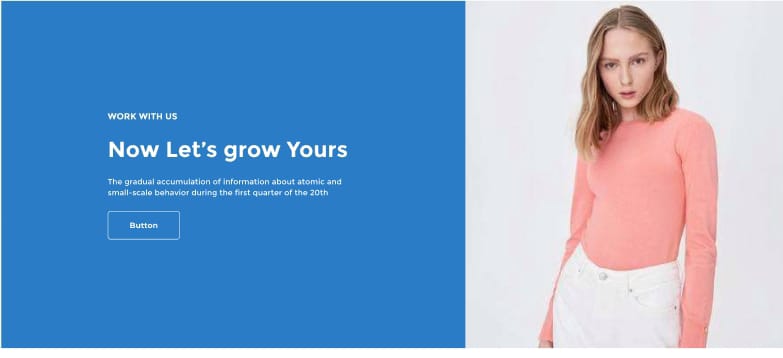 WORK WITH US
Now Let’s grow Yours
The gradual accumulation of information about atomic and
small-scale behavior during the first quarter of the 20th
Button